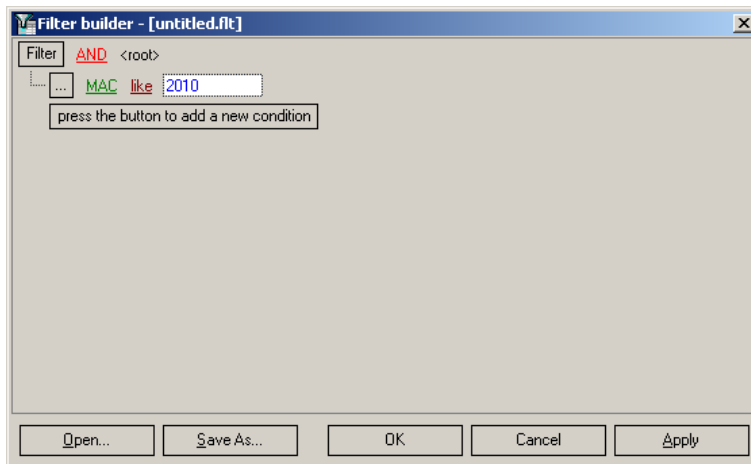 Filter builder - [untitled.flt]
Filter AND <root>
... MAC like 2010
press the button to add a new condition
Open... Save As... OK Cancel Apply